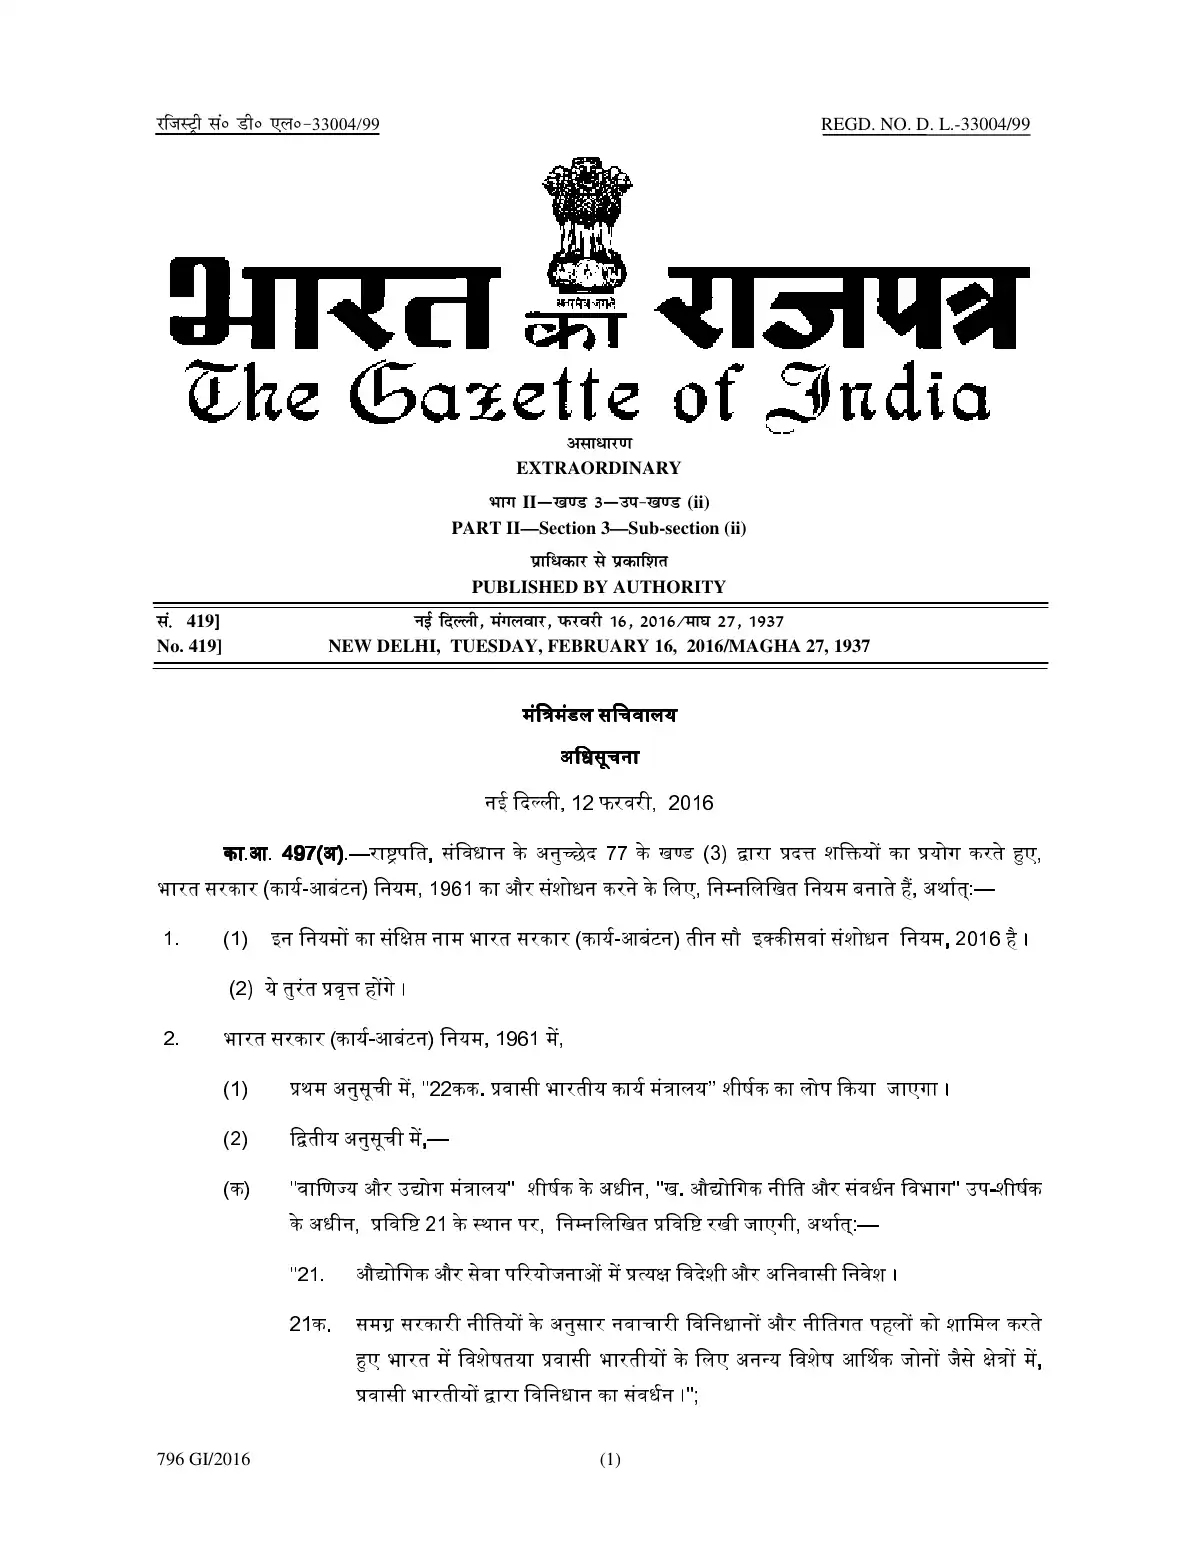 रजिस्ट्री सं० डी० एल०-33004/99 REGD. NO. D. L.-33004/99
भारत का राजपत्र
The Gazette of India
असाधारण
EXTRAORDINARY
भाग II—खण्ड 3—उप-खण्ड (ii)
PART II—Section 3—Sub-section (ii)
प्राधिकार से प्रकाशित
PUBLISHED BY AUTHORITY
सं. 419] नई दिल्ली, मंगलवार, फरवरी 16, 2016/माघ 27, 1937
No. 419] NEW DELHI, TUESDAY, FEBRUARY 16, 2016/MAGHA 27, 1937
मंत्रिमंडल सचिवालय
अधिसूचना
नई दिल्ली, 12 फरवरी, 2016
का.आ. 497(अ).—राष्ट्रपति, संविधान के अनुच्छेद 77 के खण्ड (3) द्वारा प्रदत्त शक्तियों का प्रयोग करते हुए,
भारत सरकार (कार्य-आबंटन) नियम, 1961 का और संशोधन करने के लिए, निम्नलिखित नियम बनाते हैं, अर्थात्:—
1. (1) इन नियमों का संक्षिप्त नाम भारत सरकार (कार्य-आबंटन) तीन सौ इक्कीसवां संशोधन नियम, 2016 है ।
(2) ये तुरंत प्रवृत्त होंगे ।
2. भारत सरकार (कार्य-आबंटन) नियम, 1961 में,
(1) प्रथम अनुसूची में, "22कक. प्रवासी भारतीय कार्य मंत्रालय" शीर्षक का लोप किया जाएगा ।
(2) द्वितीय अनुसूची में,—
(क) "वाणिज्य और उद्योग मंत्रालय" शीर्षक के अधीन, "ख. औद्योगिक नीति और संवर्धन विभाग" उप-शीर्षक
के अधीन, प्रविष्टि 21 के स्थान पर, निम्नलिखित प्रविष्टि रखी जाएगी, अर्थात्:—
"21. औद्योगिक और सेवा परियोजनाओं में प्रत्यक्ष विदेशी और अनिवासी निवेश ।
21क. समग्र सरकारी नीतियों के अनुसार नवाचारी विनिधानों और नीतिगत पहलों को शामिल करते
हुए भारत में विशेषतया प्रवासी भारतीयों के लिए अनन्य विशेष आर्थिक जोनों जैसे क्षेत्रों में,
प्रवासी भारतीयों द्वारा विनिधान का संवर्धन ।";
796 GI/2016 (1)